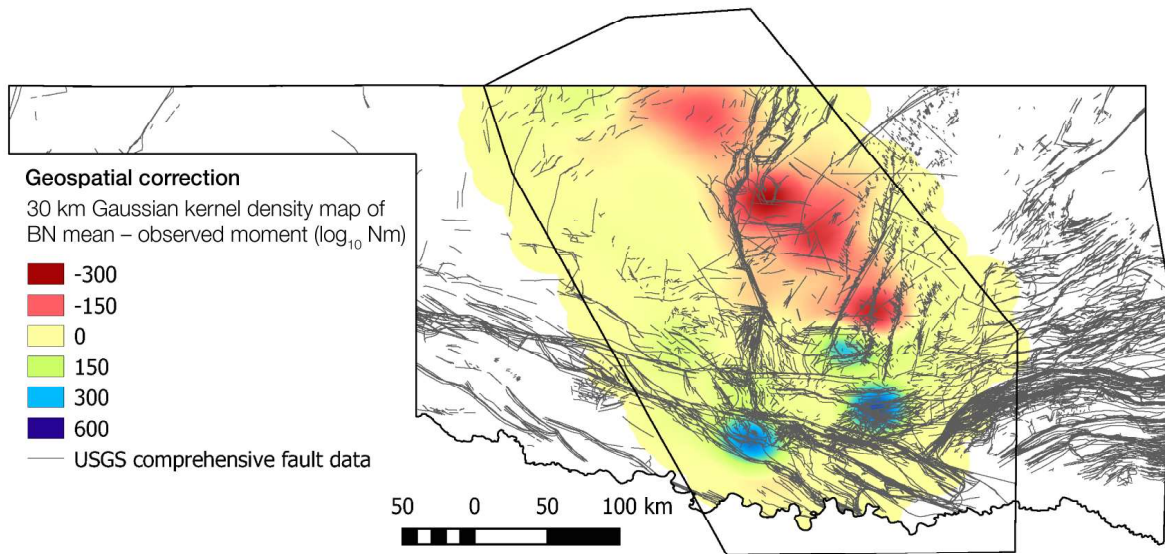 Geospatial correction
30 km Gaussian kernel density map of
BN mean – observed moment (log₁₀ Nm)
-300
-150
0
150
300
600
USGS comprehensive fault data
50 0 50 100 km